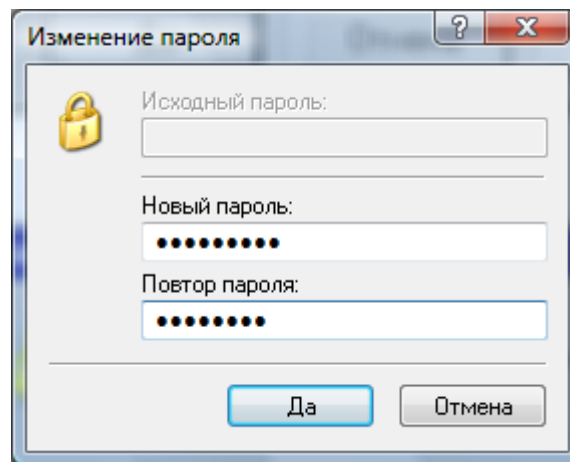 Изменение пароля
?
Исходный пароль:
Новый пароль:
•••••••••
Повтор пароля:
••••••••
Да
Отмена